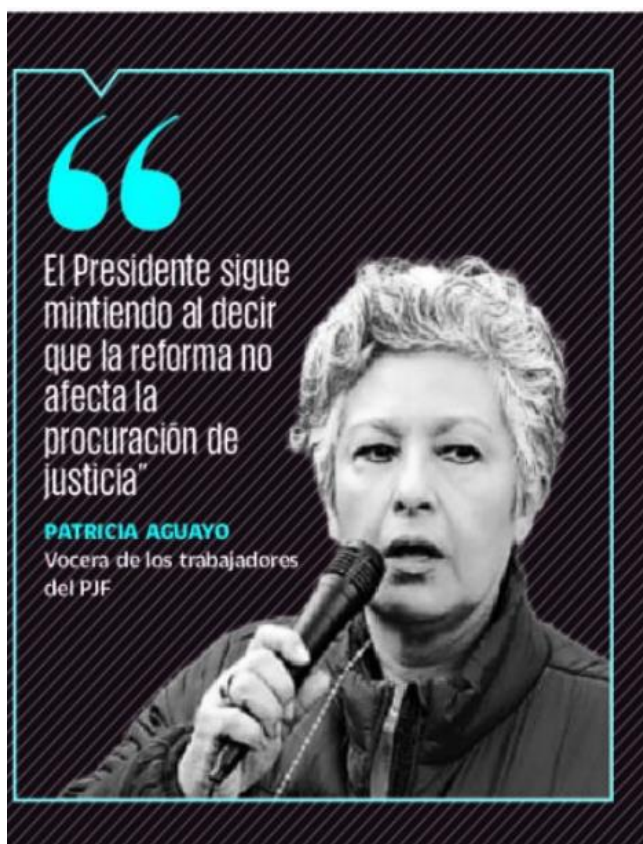 El Presidente sigue
mintiendo al decir
que la reforma no
afecta la
procuración de
justicia”
PATRICIA AGUAYO
Vocera de los trabajadores
del PJF